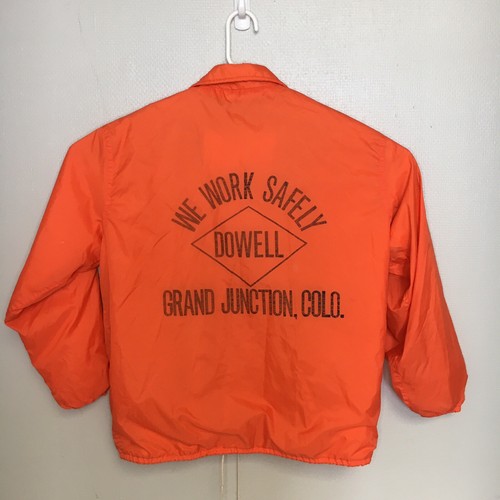 WE WORK SAFELY
DOWELL
GRAND JUNCTION, COLO.